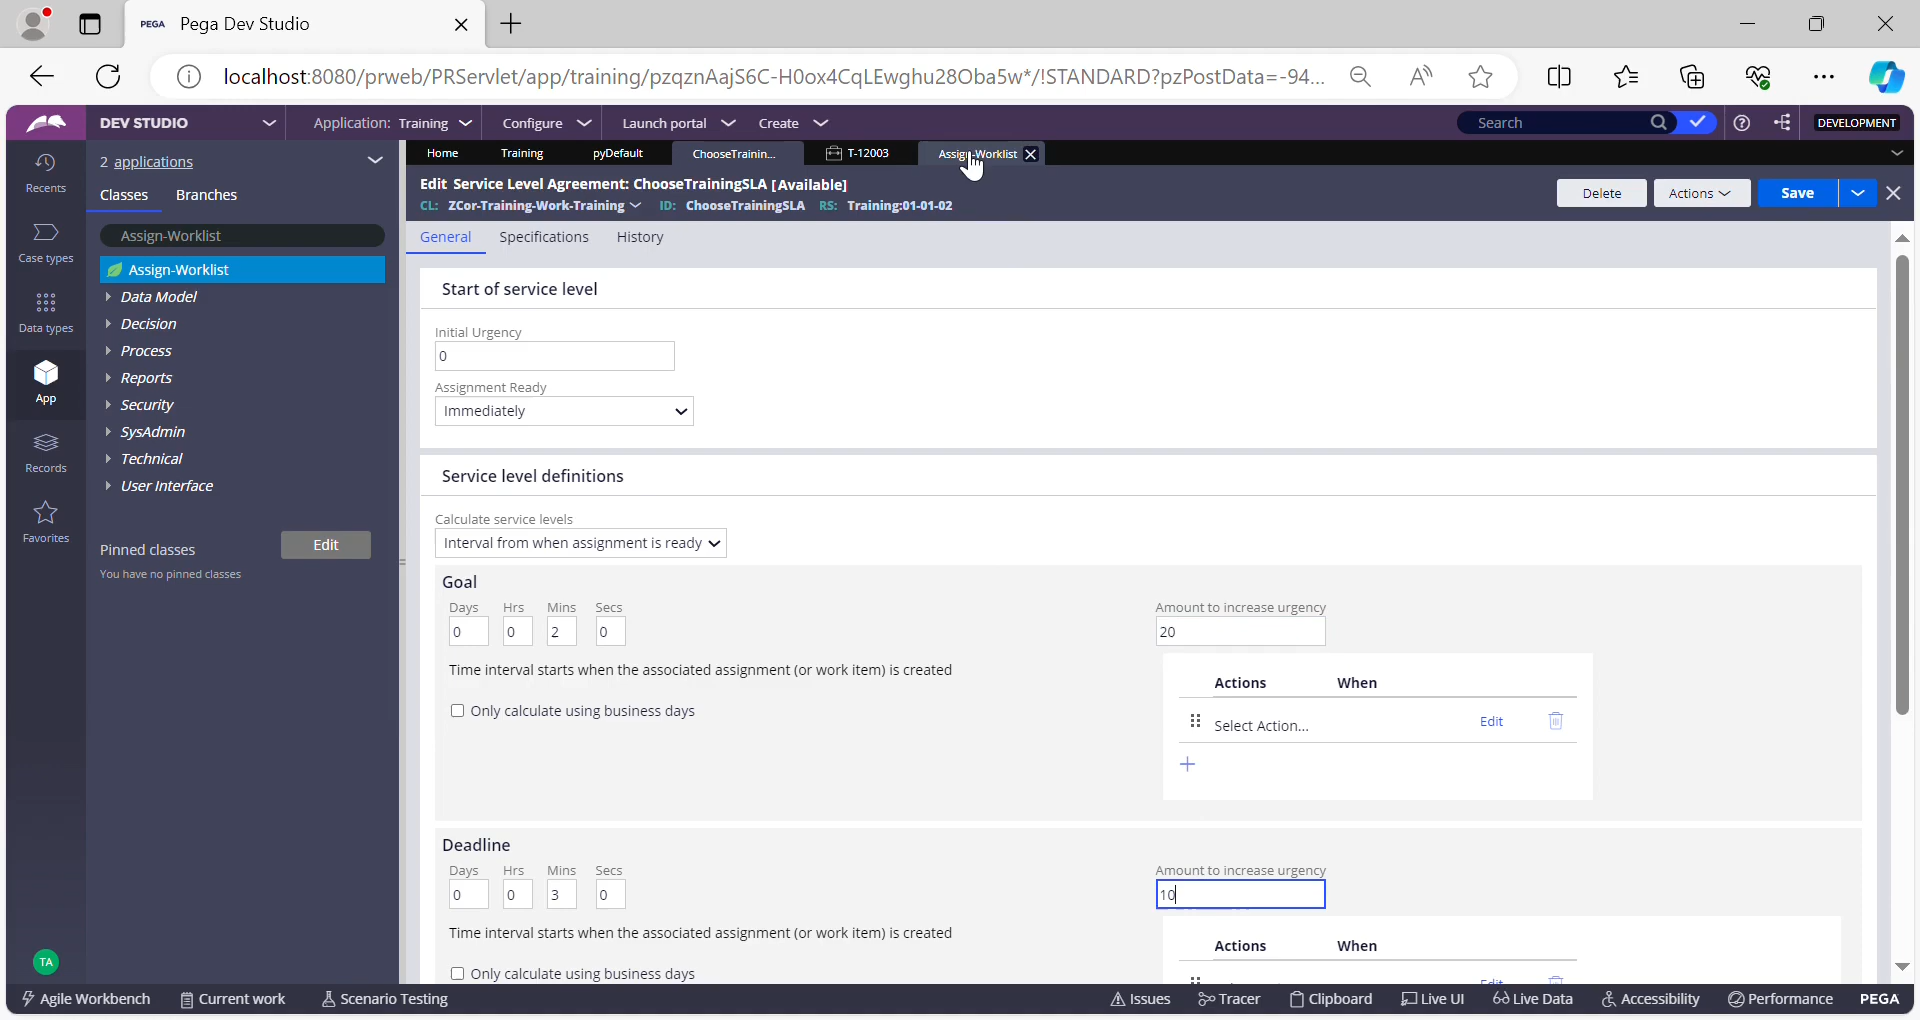 PEGA Pega Dev Studio
localhost:8080/prweb/PRServlet/app/training/pzqznAajS6C-H0ox4CqLEwghu28Oba5w*/!STANDARD?pzPostData=-94...
DEV STUDIO Application: Training Configure Launch portal Create Search DEVELOPMENT
Home Training pyDefault ChooseTrainin... T-12003 Assign-Worklist
Recents
Case types
Data types
App
Records
Favorites
TA
2 applications
Classes Branches
Assign-Worklist
Assign-Worklist
Data Model
Decision
Process
Reports
Security
SysAdmin
Technical
User Interface
Pinned classes Edit
You have no pinned classes
Edit Service Level Agreement: ChooseTrainingSLA [Available]
CL: ZCor-Training-Work-Training ID: ChooseTrainingSLA RS: Training:01-01-02
Delete Actions Save
General Specifications History
Start of service level
Initial Urgency
0
Assignment Ready
Immediately
Service level definitions
Calculate service levels
Interval from when assignment is ready
Goal
Days Hrs Mins Secs Amount to increase urgency
0 0 2 0 20
Time interval starts when the associated assignment (or work item) is created
Actions When
Only calculate using business days
Select Action... Edit
Deadline
Days Hrs Mins Secs Amount to increase urgency
0 0 3 0 10
Time interval starts when the associated assignment (or work item) is created
Actions When
Only calculate using business days
Edit
Agile Workbench Current work Scenario Testing Issues Tracer Clipboard Live UI Live Data Accessibility Performance PEGA